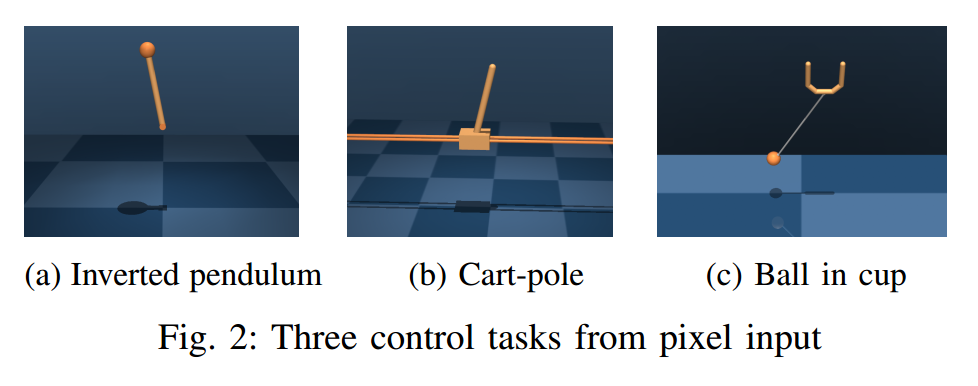 (a) Inverted pendulum
(b) Cart-pole
(c) Ball in cup
Fig. 2: Three control tasks from pixel input